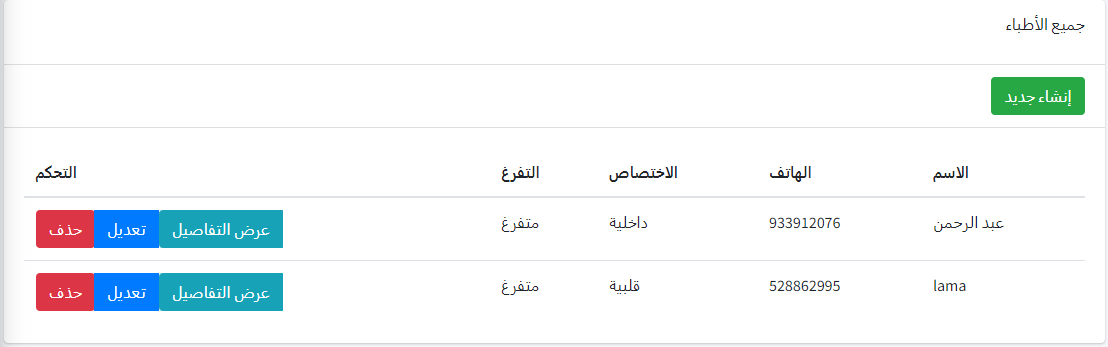 جميع الأطباء
إنشاء جديد
الاسم الهاتف الاختصاص التفرغ التحكم
عبد الرحمن 933912076 داخلية متفرغ عرض التفاصيل تعديل حذف
lama 528862995 قلبية متفرغ عرض التفاصيل تعديل حذف